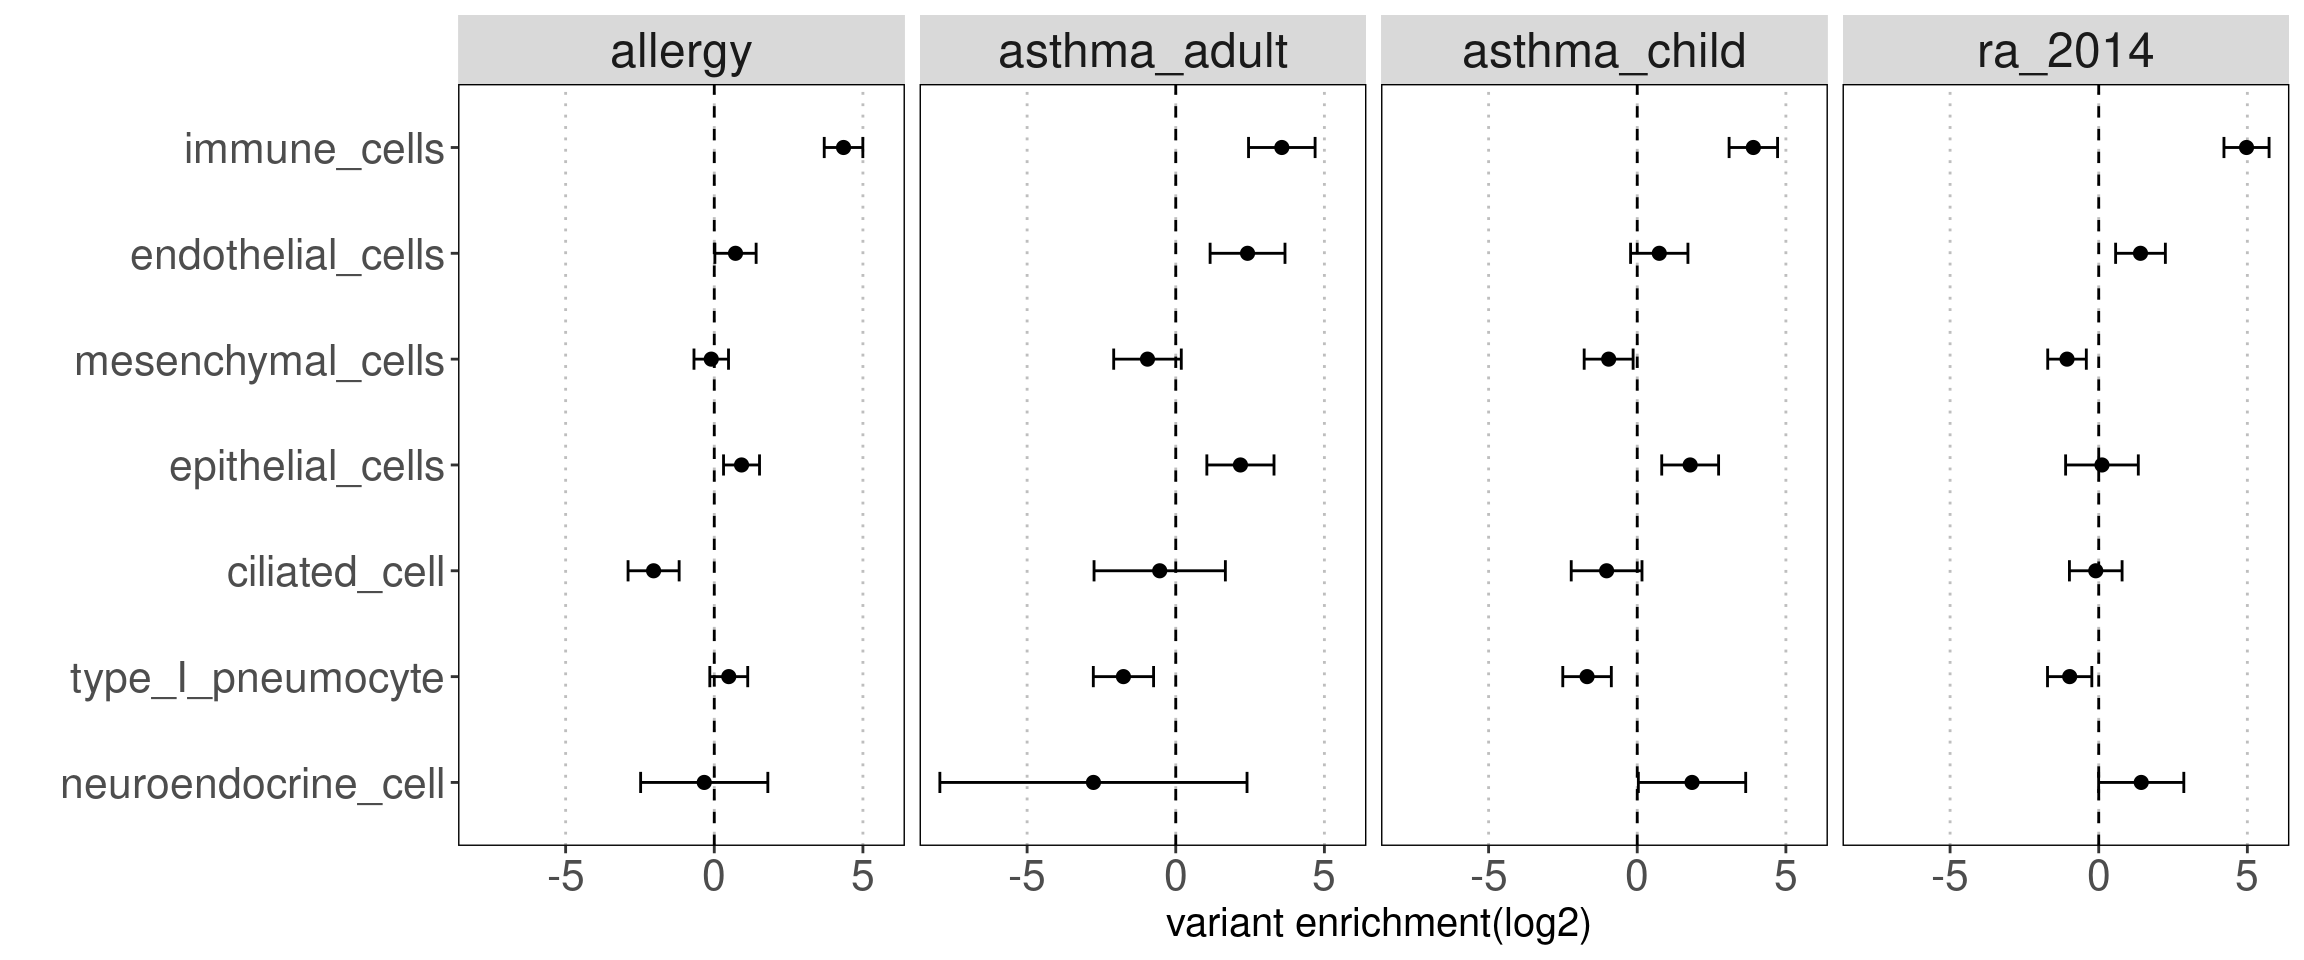 allergy asthma_adult asthma_child ra_2014
immune_cells
endothelial_cells
mesenchymal_cells
epithelial_cells
ciliated_cell
type_I_pneumocyte
neuroendocrine_cell
-5 0 5 -5 0 5 -5 0 5 -5 0 5
variant enrichment(log2)